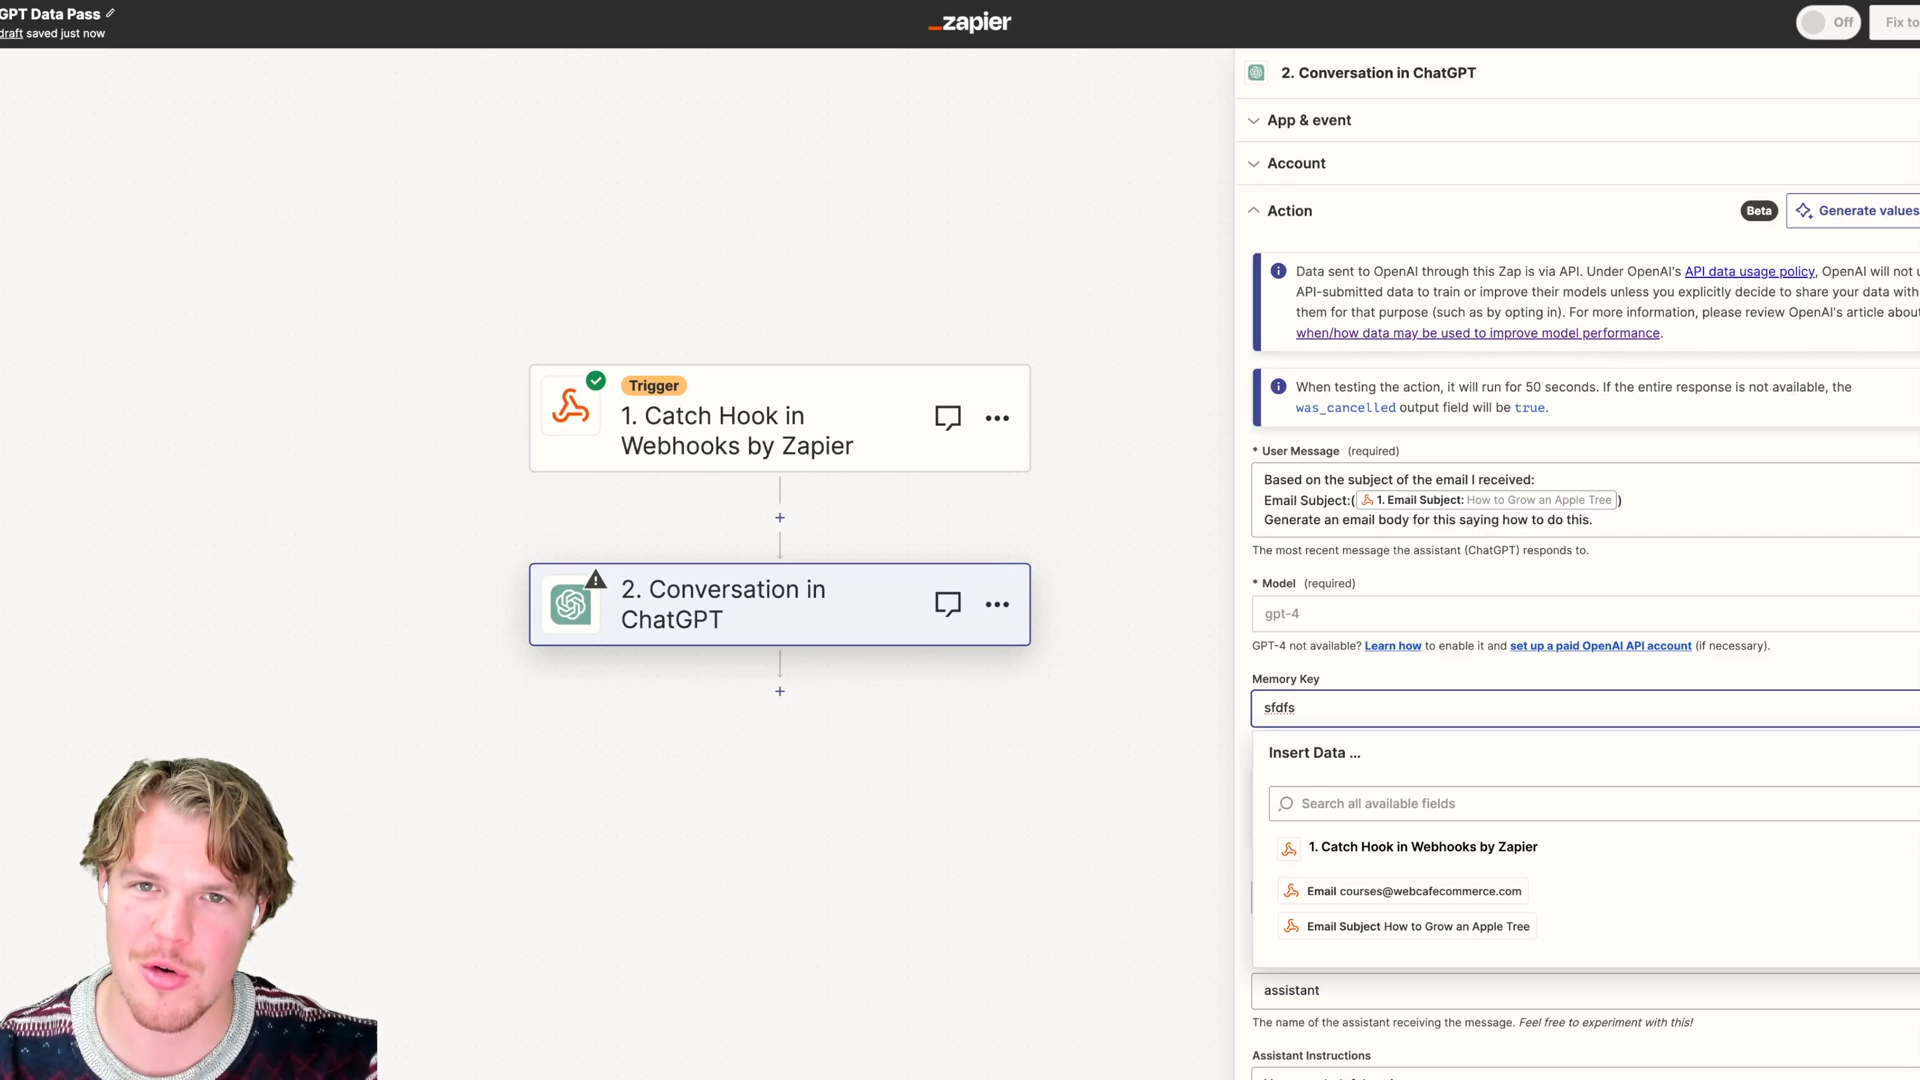 GPT Data Pass
draft saved just now
zapier
Off
Fix to
2. Conversation in ChatGPT
App & event
Account
Action
Beta
Generate values
Data sent to OpenAI through this Zap is via API. Under OpenAI's API data usage policy, OpenAI will not u
API-submitted data to train or improve their models unless you explicitly decide to share your data with
them for that purpose (such as by opting in). For more information, please review OpenAI's article about
when/how data may be used to improve model performance.
When testing the action, it will run for 50 seconds. If the entire response is not available, the
was_cancelled output field will be true.
* User Message (required)
Based on the subject of the email I received:
Email Subject:( 1. Email Subject: How to Grow an Apple Tree )
Generate an email body for this saying how to do this.
The most recent message the assistant (ChatGPT) responds to.
* Model (required)
gpt-4
GPT-4 not available? Learn how to enable it and set up a paid OpenAI API account (if necessary).
Memory Key
sfdfs
Insert Data ...
Search all available fields
1. Catch Hook in Webhooks by Zapier
Email courses@webcafecommerce.com
Email Subject How to Grow an Apple Tree
assistant
The name of the assistant receiving the message. Feel free to experiment with this!
Assistant Instructions
Trigger
1. Catch Hook in
Webhooks by Zapier
2. Conversation in
ChatGPT